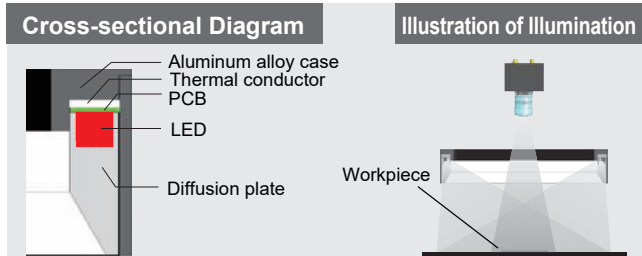 Cross-sectional Diagram
Illustration of Illumination
Aluminum alloy case
Thermal conductor
PCB
LED
Diffusion plate
Workpiece